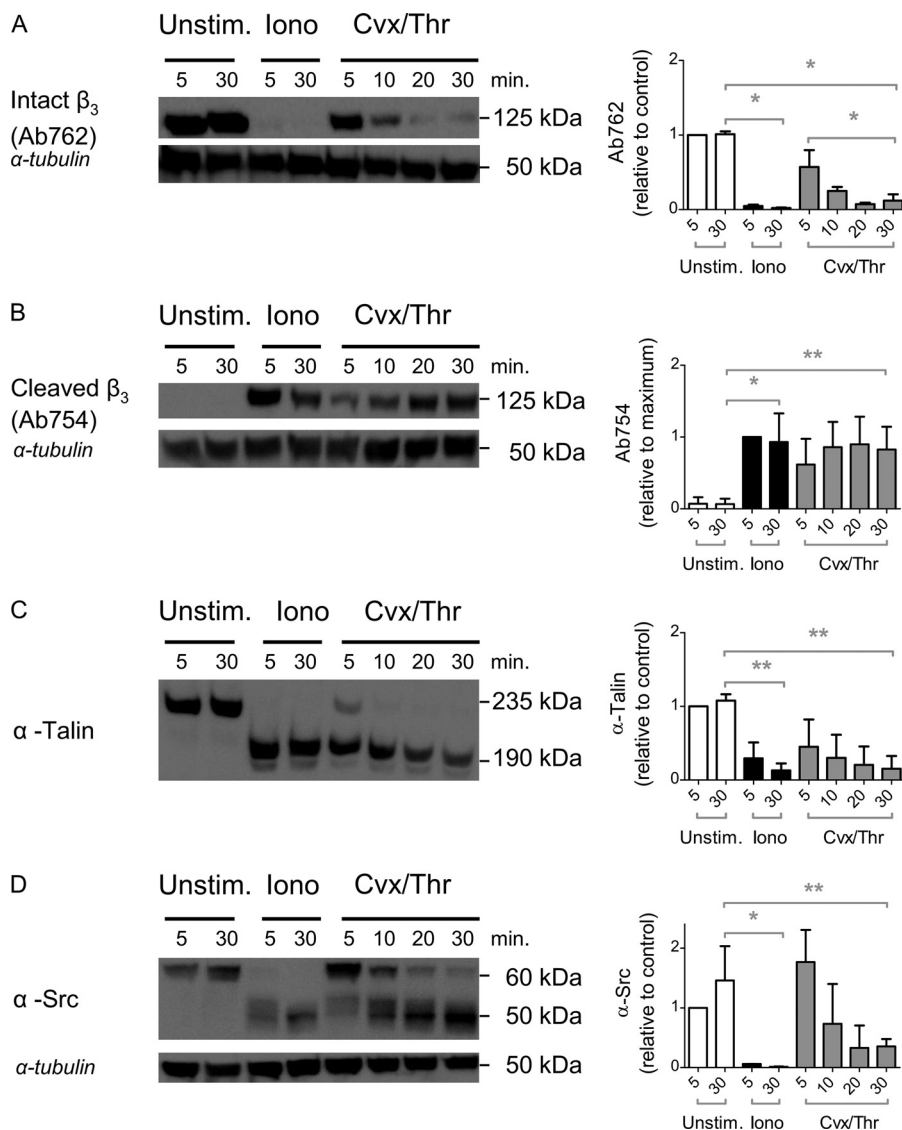 A
Unstim. Iono Cvx/Thr
5 30 5 30 5 10 20 30 min.
Intact β3
(Ab762)
α-tubulin
125 kDa
50 kDa
Ab762
(relative to control)
2
1
0
* * *
5 30 5 30 5 10 20 30
Unstim. Iono Cvx/Thr
B
Unstim. Iono Cvx/Thr
5 30 5 30 5 10 20 30 min.
Cleaved β3
(Ab754)
α-tubulin
125 kDa
50 kDa
Ab754
(relative to maximum)
2
1
0
** *
5 30 5 30 5 10 20 30
Unstim. Iono Cvx/Thr
C
Unstim. Iono Cvx/Thr
5 30 5 30 5 10 20 30 min.
α -Talin
235 kDa
190 kDa
α-Talin
(relative to control)
2
1
0
** **
5 30 5 30 5 10 20 30
Unstim. Iono Cvx/Thr
D
Unstim. Iono Cvx/Thr
5 30 5 30 5 10 20 30 min.
α -Src
α-tubulin
60 kDa
50 kDa
50 kDa
α-Src
(relative to control)
2
1
0
** *
5 30 5 30 5 10 20 30
Unstim. Iono Cvx/Thr